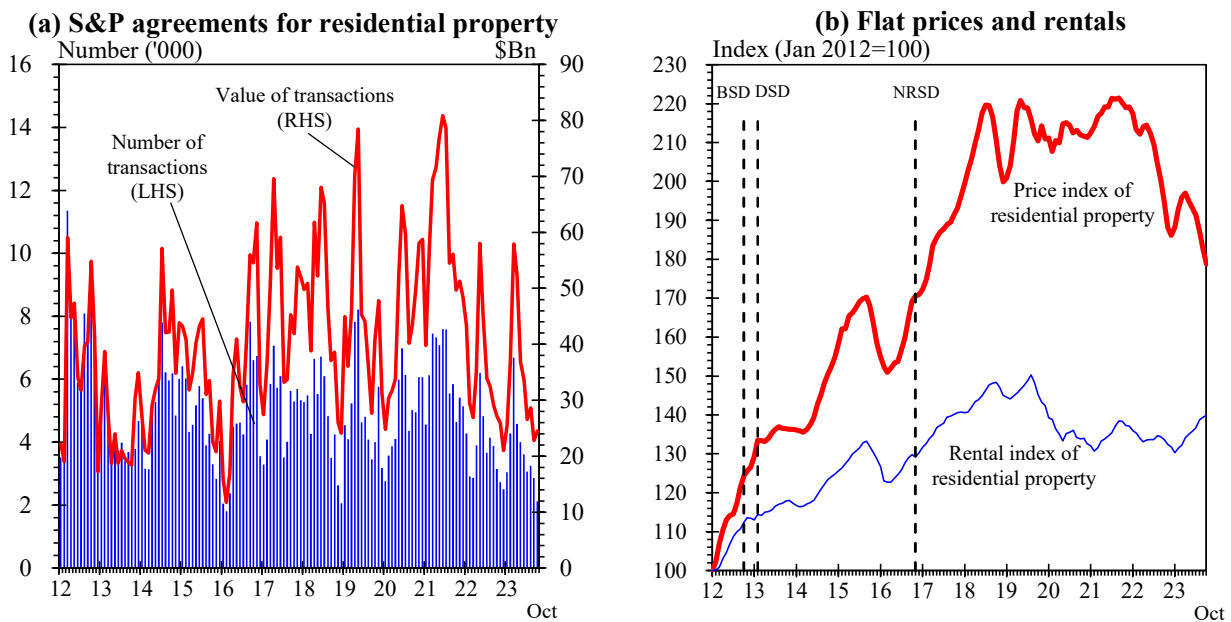 (a) S&P agreements for residential property
Number ('000)
$Bn
16
14
12
10
8
6
4
2
0
90
80
70
60
50
40
30
20
10
0
Value of transactions
(RHS)
Number of
transactions
(LHS)
12 13 14 15 16 17 18 19 20 21 22 23
Oct
(b) Flat prices and rentals
Index (Jan 2012=100)
230
220
210
200
190
180
170
160
150
140
130
120
110
100
BSD
DSD
NRSD
Price index of
residential property
Rental index of
residential property
12 13 14 15 16 17 18 19 20 21 22 23
Oct